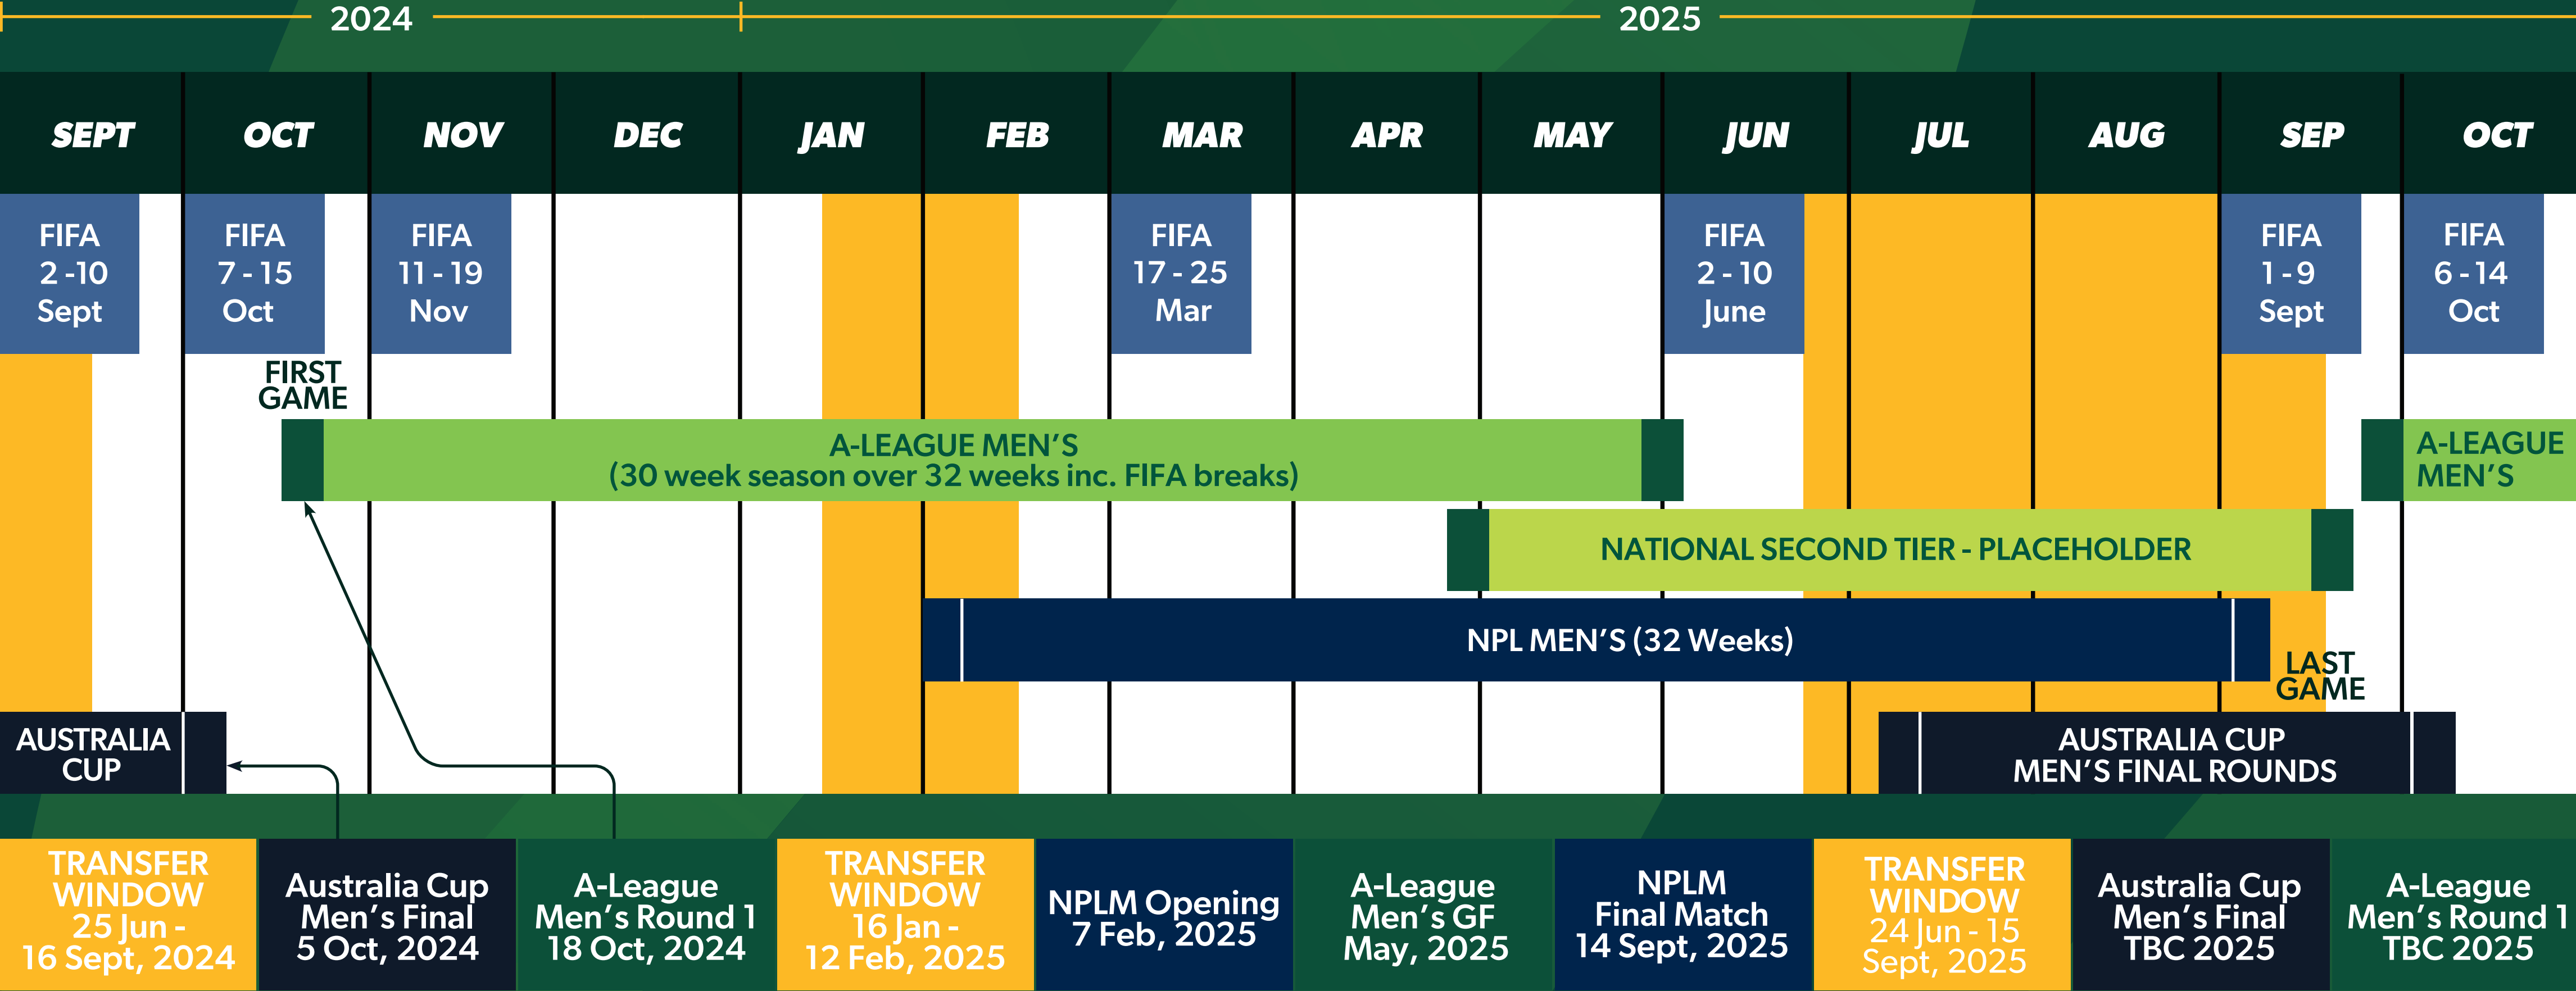 2024
2025
SEPT
OCT
NOV
DEC
JAN
FEB
MAR
APR
MAY
JUN
JUL
AUG
SEP
OCT
FIFA
2 -10
Sept
FIFA
7 - 15
Oct
FIFA
11 - 19
Nov
FIFA
17 - 25
Mar
FIFA
2 - 10
June
FIFA
1 - 9
Sept
FIFA
6 - 14
Oct
FIRST
GAME
A-LEAGUE MEN'S
(30 week season over 32 weeks inc. FIFA breaks)
A-LEAGUE
MEN'S
NATIONAL SECOND TIER - PLACEHOLDER
NPL MEN'S (32 Weeks)
LAST
GAME
AUSTRALIA
CUP
AUSTRALIA CUP
MEN'S FINAL ROUNDS
TRANSFER
WINDOW
25 Jun -
16 Sept, 2024
Australia Cup
Men's Final
5 Oct, 2024
A-League
Men's Round 1
18 Oct, 2024
TRANSFER
WINDOW
16 Jan -
12 Feb, 2025
NPLM Opening
7 Feb, 2025
A-League
Men's GF
May, 2025
NPLM
Final Match
14 Sept, 2025
TRANSFER
WINDOW
24 Jun - 15
Sept, 2025
Australia Cup
Men's Final
TBC 2025
A-League
Men's Round 1
TBC 2025